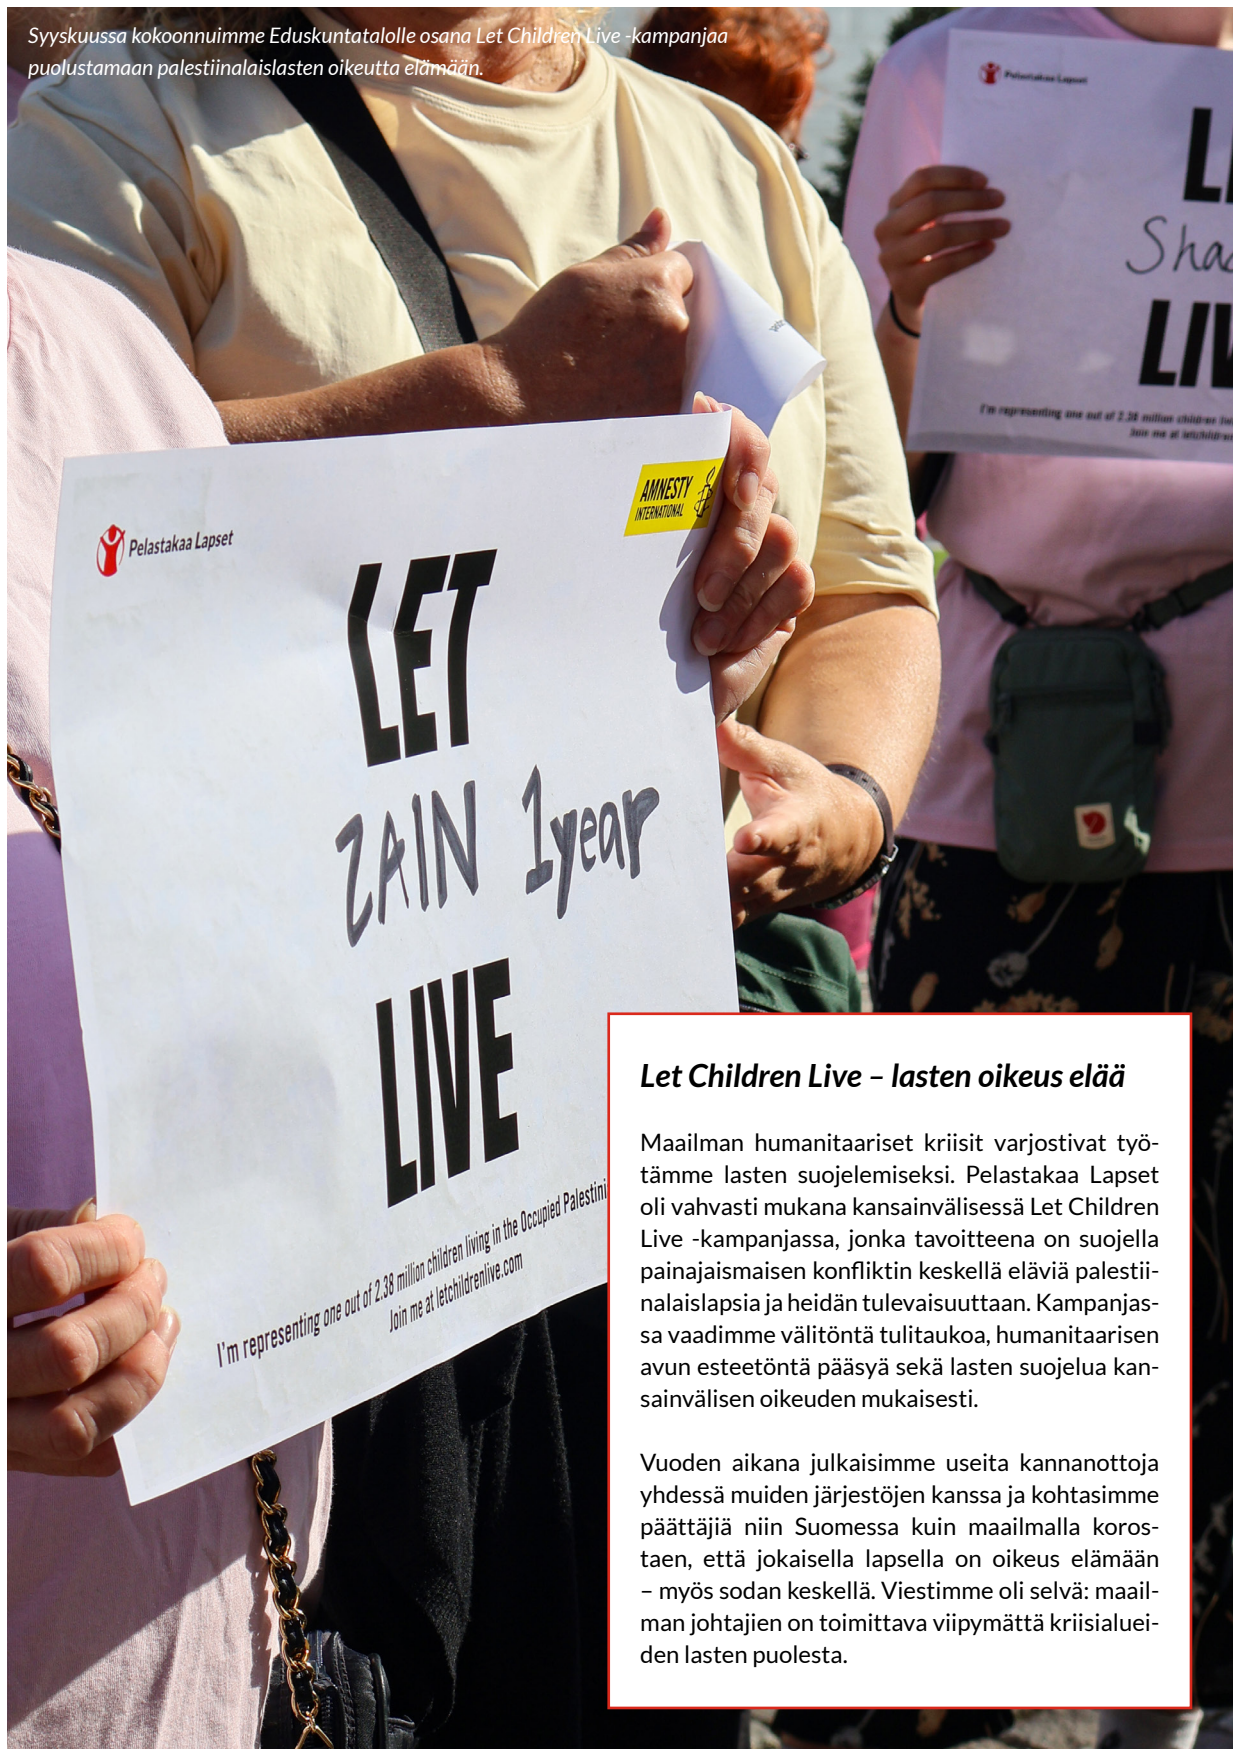 Syyskuussa kokoonnuimme Eduskuntatalolle osana Let Children Live -kampanjaa
puolustamaan palestiinalaislasten oikeutta elämään.
Pelastakaa Lapset
LIVE
I'm representing one out of 2.38 million children
Join me at
Pelastakaa Lapset
AMNESTY
INTERNATIONAL
LET
ZAIN 1year
LIVE
I'm representing one out of 2.38 million children living in the Occupied
Join me at letchildrenlive.com
Let Children Live – lasten oikeus elää
Maailman humanitaariset kriisit varjostivat työ-
tämme lasten suojelemiseksi. Pelastakaa Lapset
oli vahvasti mukana kansainvälisessä Let Children
Live -kampanjassa, jonka tavoitteena on suojella
painajaismaisen konfliktin keskellä eläviä palestii-
nalaislapsia ja heidän tulevaisuuttaan. Kampanjas-
sa vaadimme välitöntä tulitaukoa, humanitaarisen
avun esteetöntä pääsyä sekä lasten suojelua kan-
sainvälisen oikeuden mukaisesti.
Vuoden aikana julkaisimme useita kannanottoja
yhdessä muiden järjestöjen kanssa ja kohtasimme
päättäjiä niin Suomessa kuin maailmalla koros-
taen, että jokaisella lapsella on oikeus elämään
– myös sodan keskellä. Viestimme oli selvä: maail-
man johtajien on toimittava viipymättä kriisialuei-
den lasten puolesta.